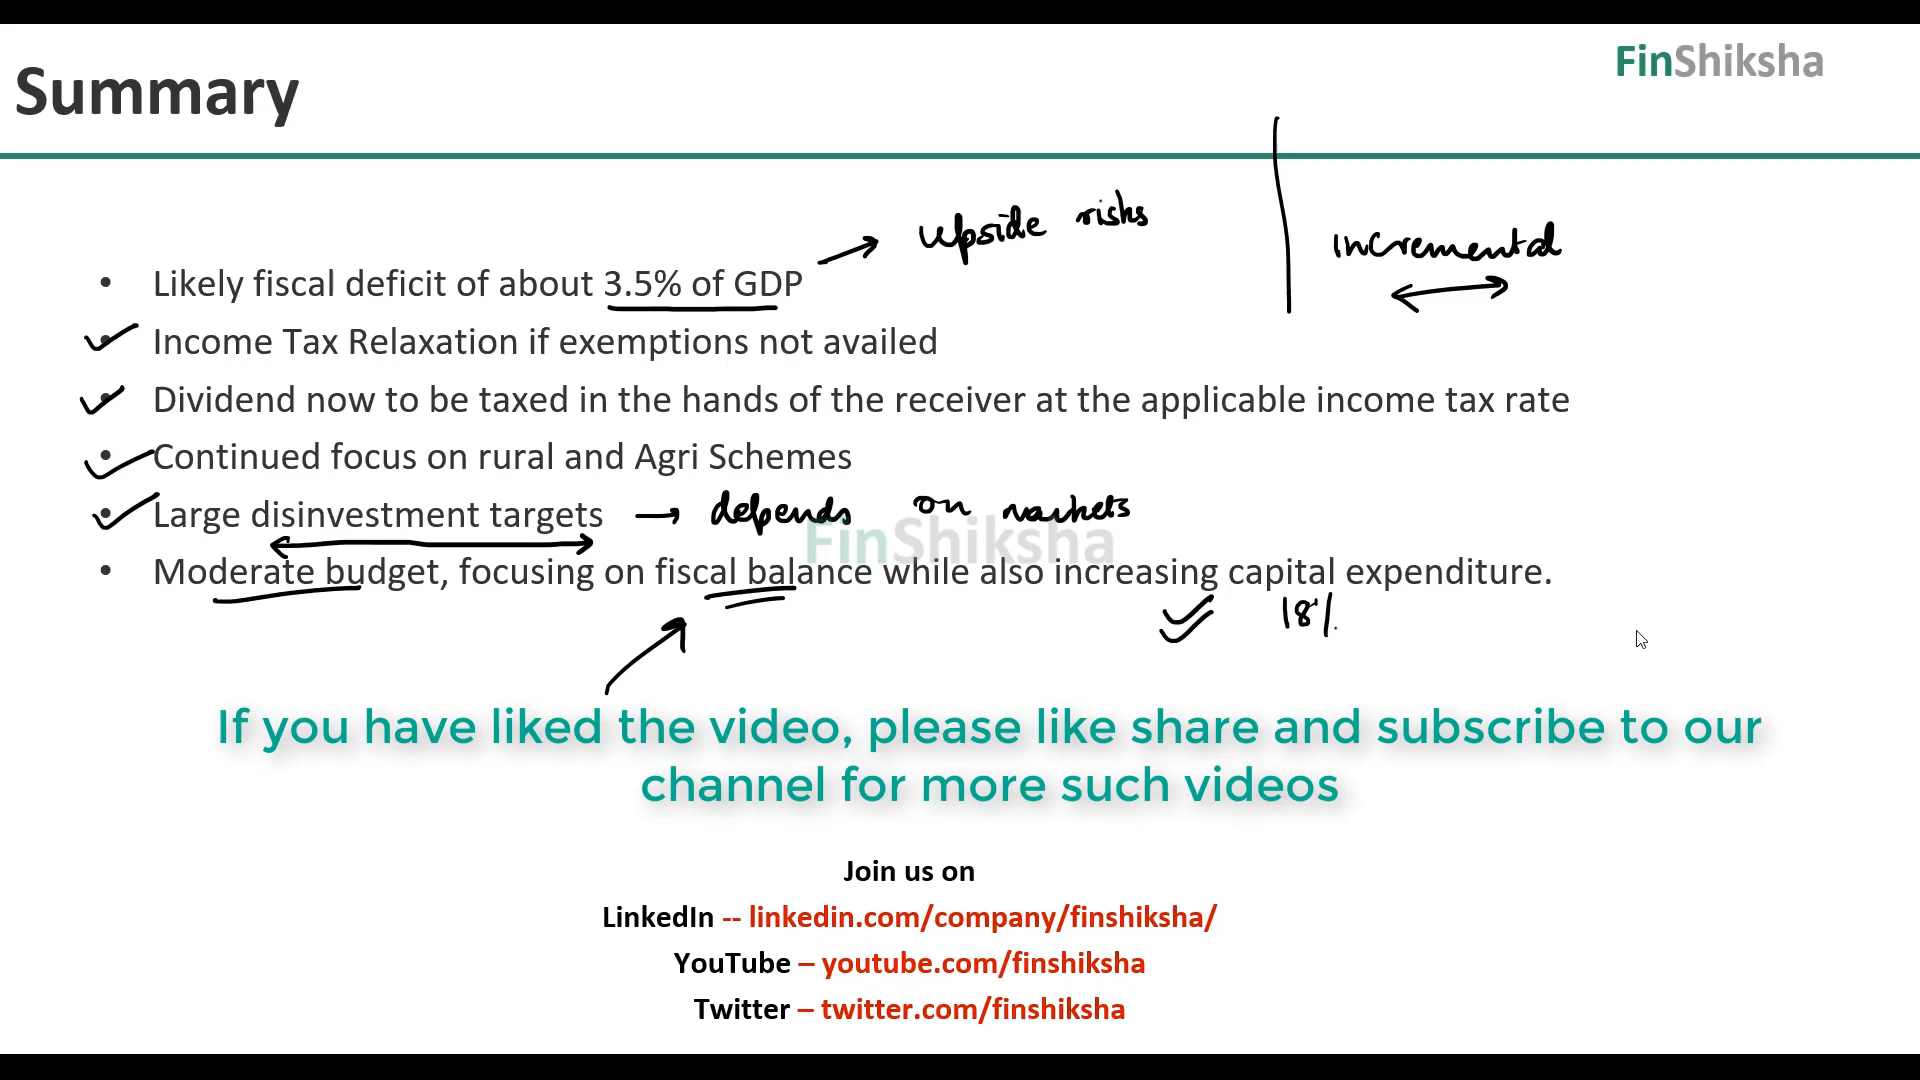 FinShiksha
Summary
upside risks
incremental
• Likely fiscal deficit of about 3.5% of GDP
• Income Tax Relaxation if exemptions not availed
• Dividend now to be taxed in the hands of the receiver at the applicable income tax rate
• Continued focus on rural and Agri Schemes
• Large disinvestment targets → depends on markets
FinShiksha
• Moderate budget, focusing on fiscal balance while also increasing capital expenditure.
18%
If you have liked the video, please like share and subscribe to our
channel for more such videos
Join us on
LinkedIn -- linkedin.com/company/finshiksha/
YouTube – youtube.com/finshiksha
Twitter – twitter.com/finshiksha